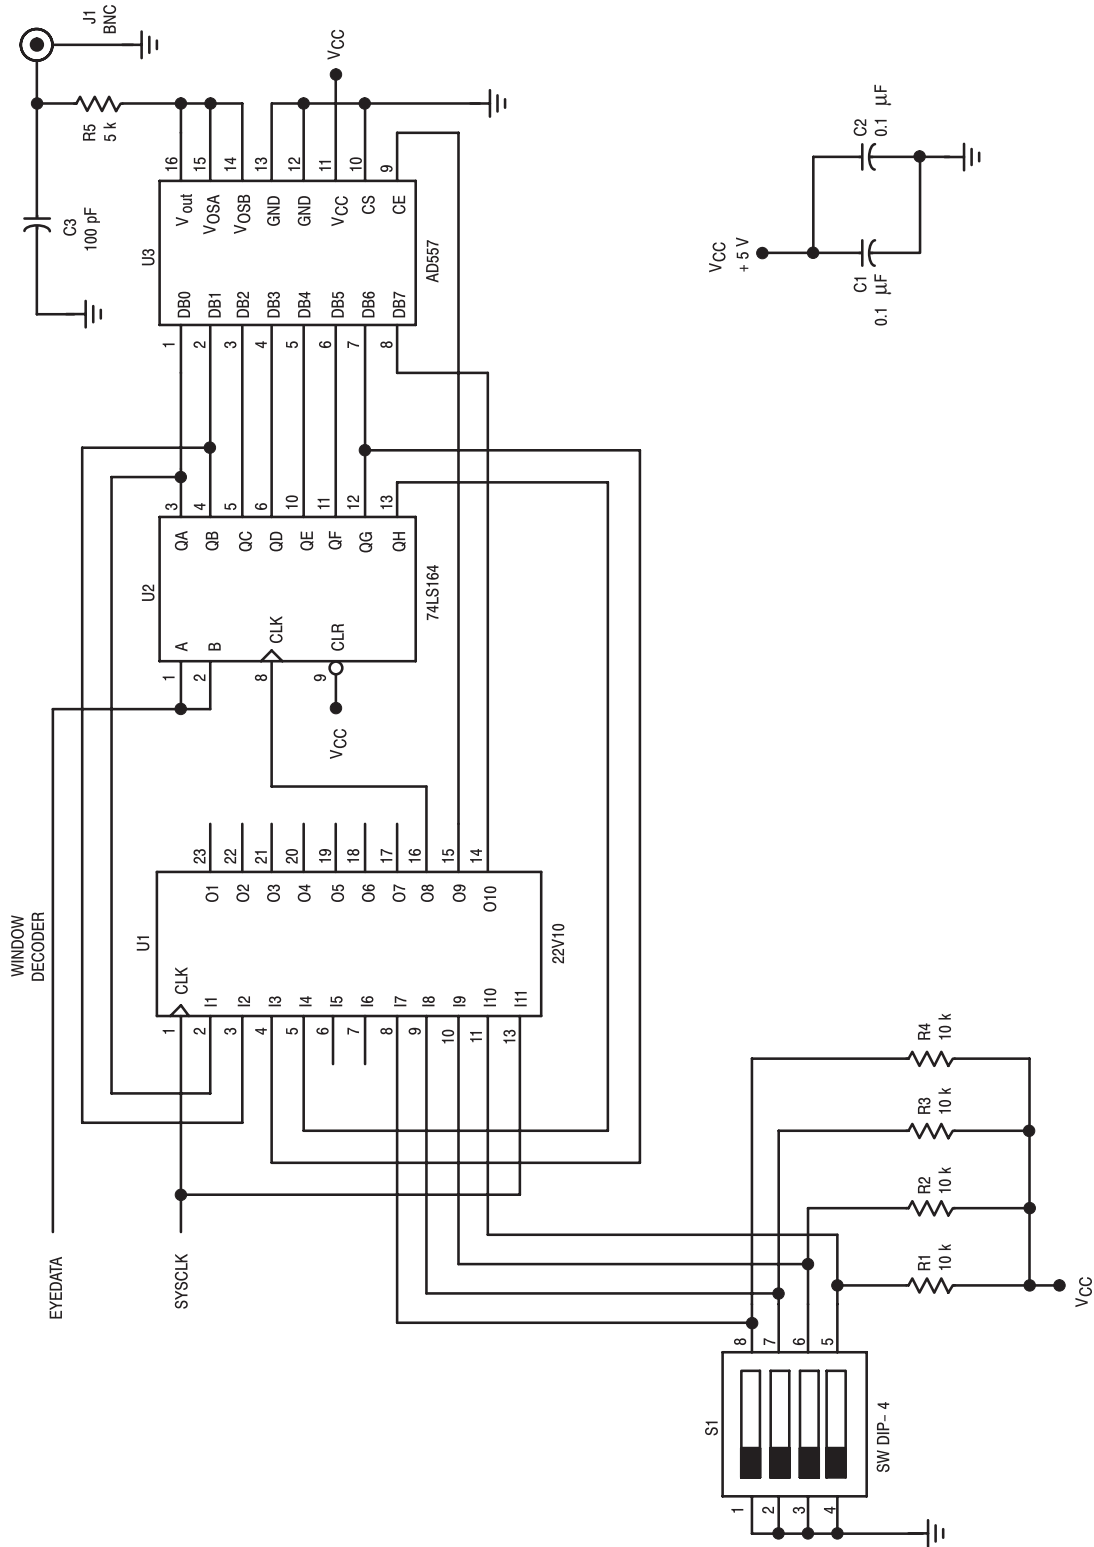 J1
BNC
VCC
R5
5 k
C3
100 pF
16
15
14
13
12
11
10
9
Vout
VOSA
VOSB
GND
GND
VCC
CS
CE
U3
AD557
DB0
DB1
DB2
DB3
DB4
DB5
DB6
DB7
1
2
3
4
5
6
7
8
C2
0.1 µF
VCC
+ 5 V
C1
0.1 µF
3
4
5
6
10
11
12
13
QA
QB
QC
QD
QE
QF
QG
QH
U2
74LS164
A
B
CLK
CLR
1
2
8
9
VCC
23
22
21
20
19
18
17
16
15
14
O1
O2
O3
O4
O5
O6
O7
O8
O9
O10
U1
22V10
CLK
I1
I2
I3
I4
I5
I6
I7
I8
I9
I10
I11
1
2
3
4
5
6
7
8
9
10
11
13
WINDOW
DECODER
EYEDATA
SYSCLK
R4
10 k
R3
10 k
R2
10 k
R1
10 k
VCC
8
7
6
5
S1
SW DIP– 4
1
2
3
4